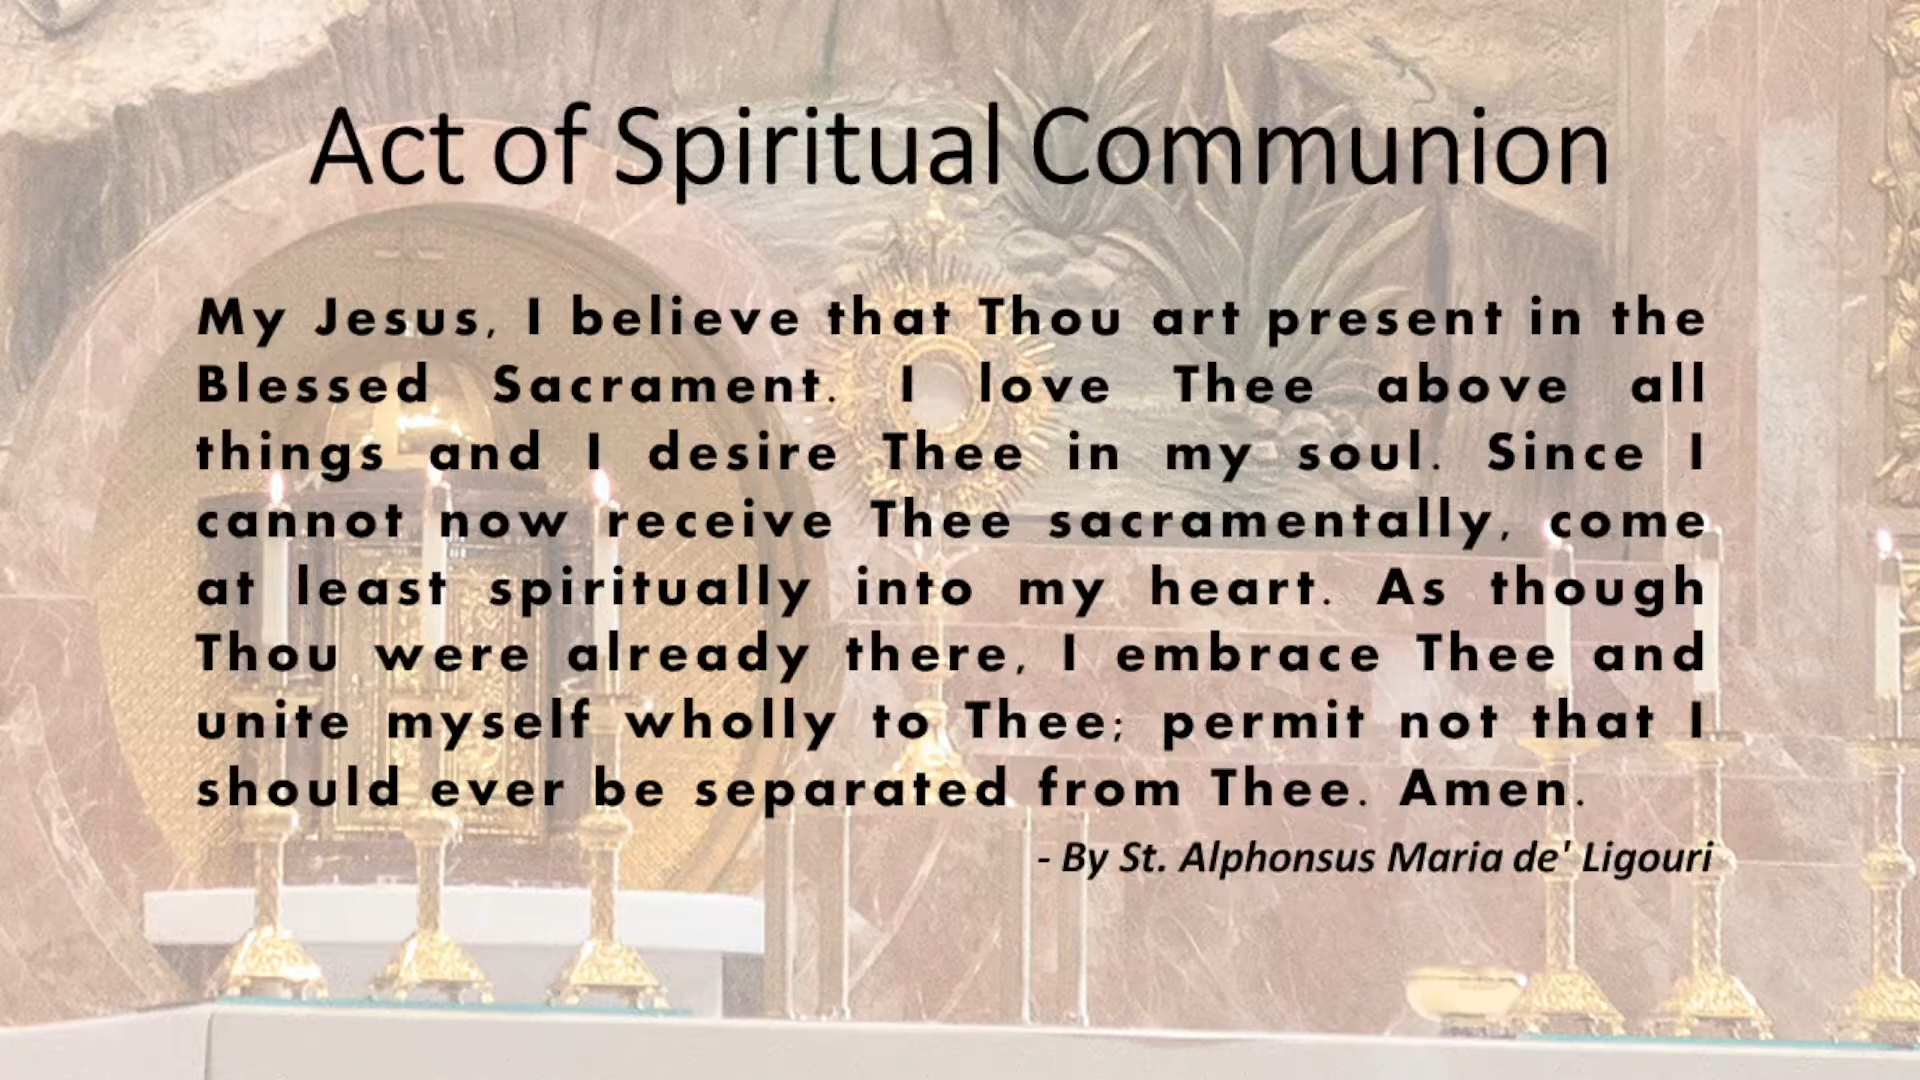 Act of Spiritual Communion
My Jesus, I believe that Thou art present in the
Blessed Sacrament. I love Thee above all
things and I desire Thee in my soul. Since I
cannot now receive Thee sacramentally, come
at least spiritually into my heart. As though
Thou were already there, I embrace Thee and
unite myself wholly to Thee; permit not that I
should ever be separated from Thee. Amen.
- By St. Alphonsus Maria de' Ligouri